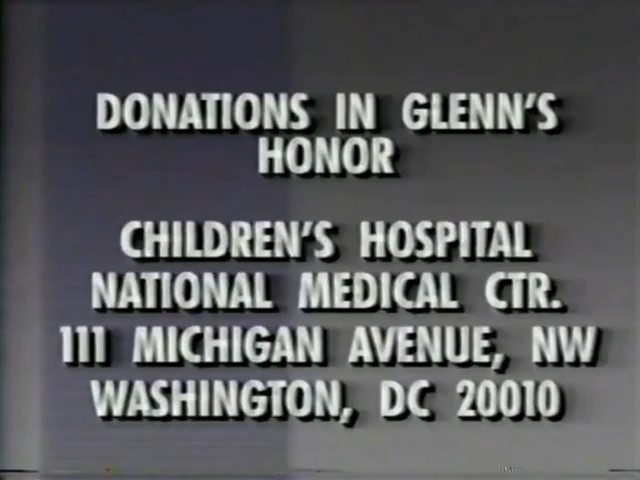 DONATIONS IN GLENN'S
HONOR
CHILDREN'S HOSPITAL
NATIONAL MEDICAL CTR.
111 MICHIGAN AVENUE, NW
WASHINGTON, DC 20010